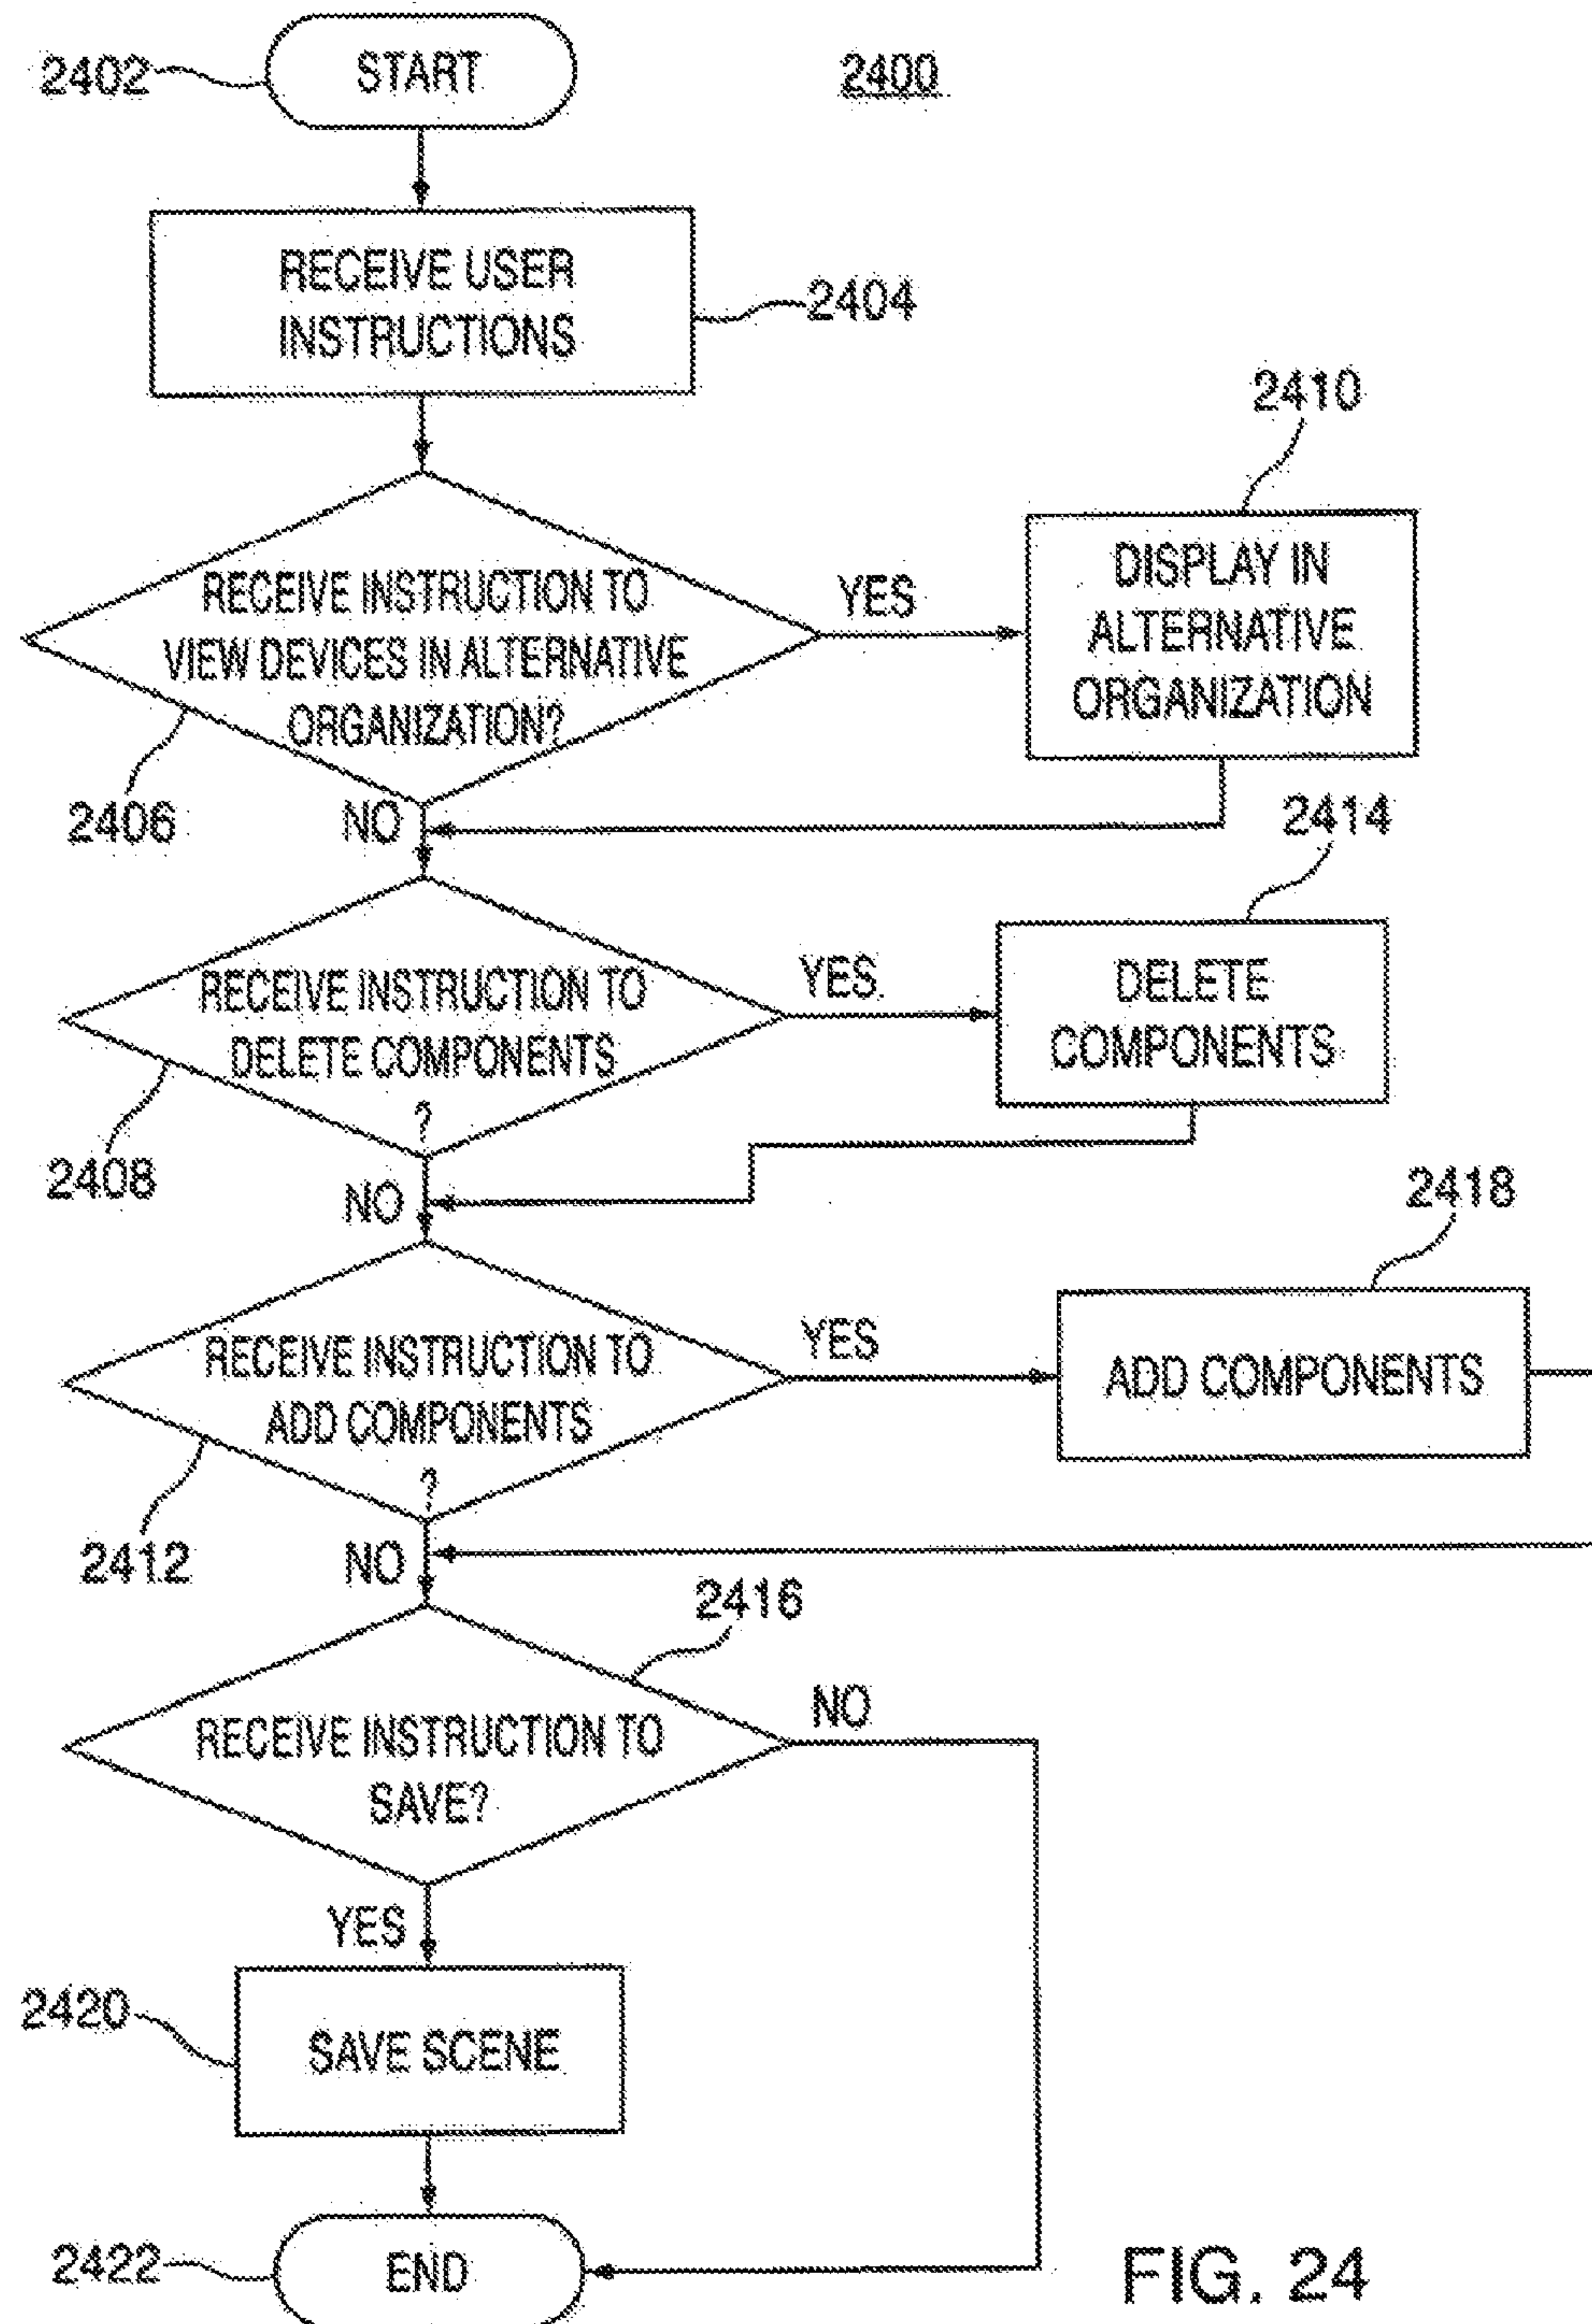 2402
START
2400
RECEIVE USER
INSTRUCTIONS
2404
2410
RECEIVE INSTRUCTION TO
VIEW DEVICES IN ALTERNATIVE
ORGANIZATION?
YES
DISPLAY IN
ALTERNATIVE
ORGANIZATION
2406
NO
2414
RECEIVE INSTRUCTION TO
DELETE COMPONENTS
?
YES
DELETE
COMPONENTS
2408
NO
2418
RECEIVE INSTRUCTION TO
ADD COMPONENTS
?
YES
ADD COMPONENTS
2412
NO
2416
RECEIVE INSTRUCTION TO
SAVE?
NO
YES
2420
SAVE SCENE
2422
END
FIG. 24